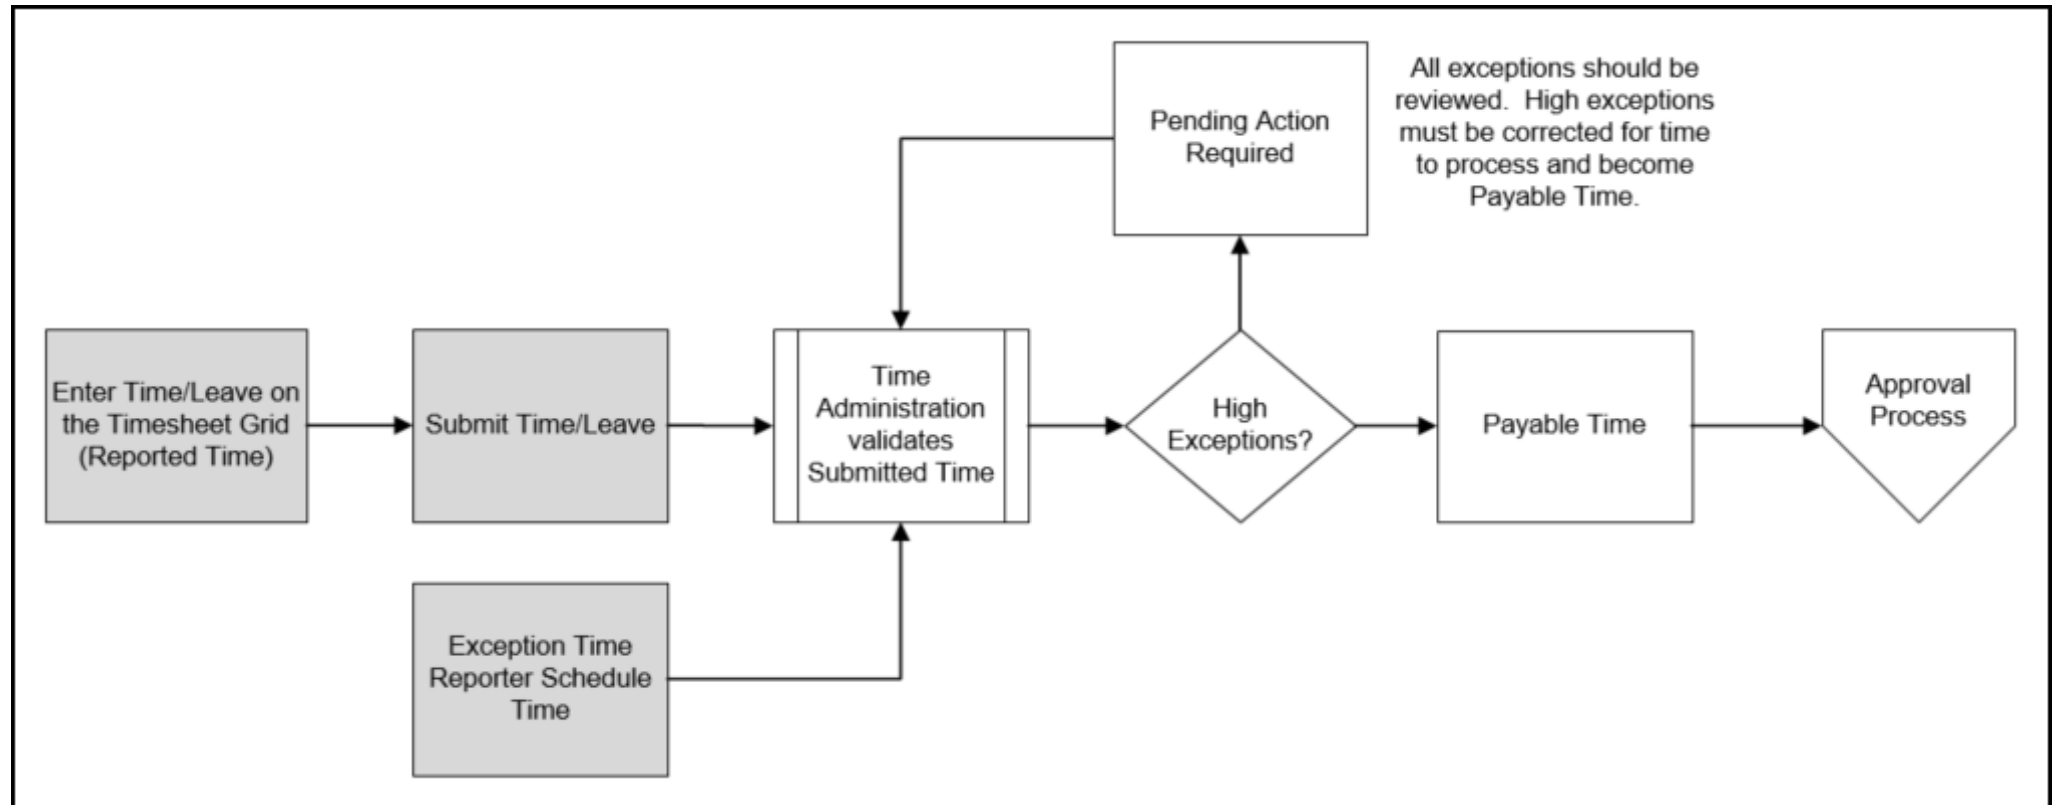 Pending Action
Required
All exceptions should be
reviewed.  High exceptions
must be corrected for time
to process and become
Payable Time.
Enter Time/Leave on
the Timesheet Grid
(Reported Time)
Submit Time/Leave
Time
Administration
validates
Submitted Time
High
Exceptions?
Payable Time
Approval
Process
Exception Time
Reporter Schedule
Time